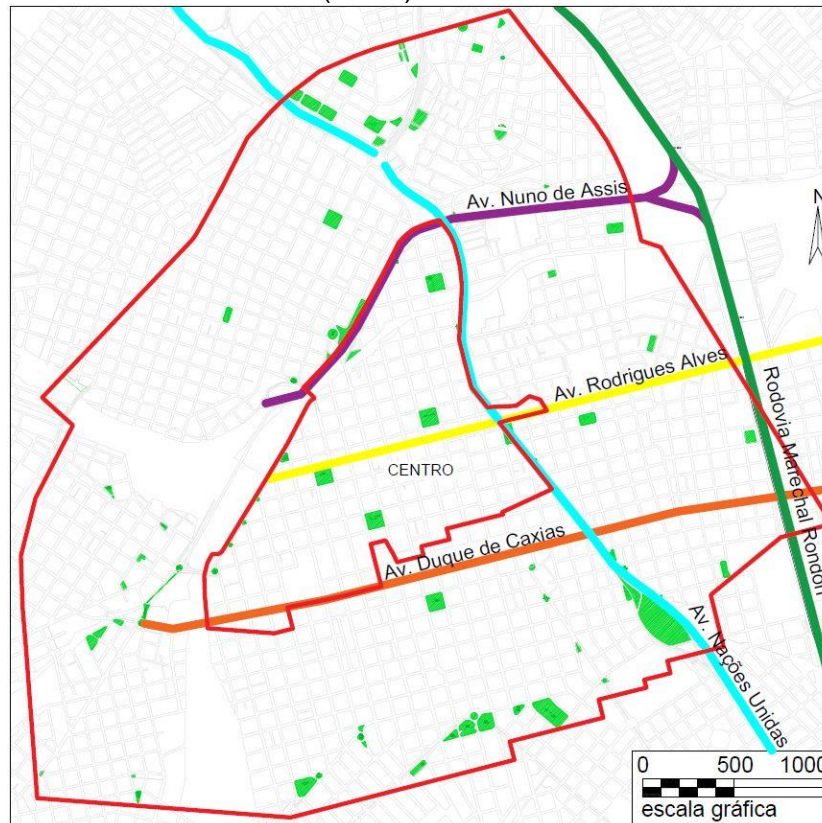 Av. Nuno de Assis
N
Av. Rodrigues Alves
Rodovia Marechal Rondon
CENTRO
Av. Duque de Caxias
Av. Nações Unidas
0 500 1000
escala gráfica